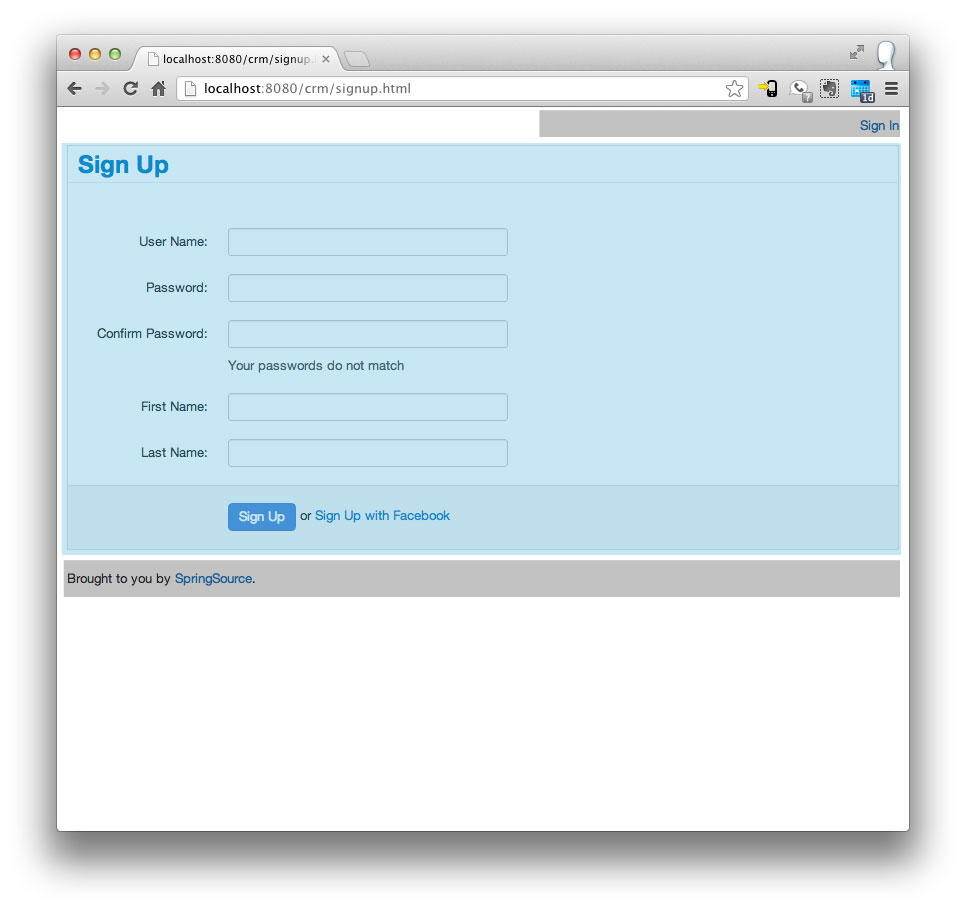 localhost:8080/crm/signup.
localhost:8080/crm/signup.html
1d
Sign In
Sign Up
User Name:
Password:
Confirm Password:
Your passwords do not match
First Name:
Last Name:
Sign Up or Sign Up with Facebook
Brought to you by SpringSource.